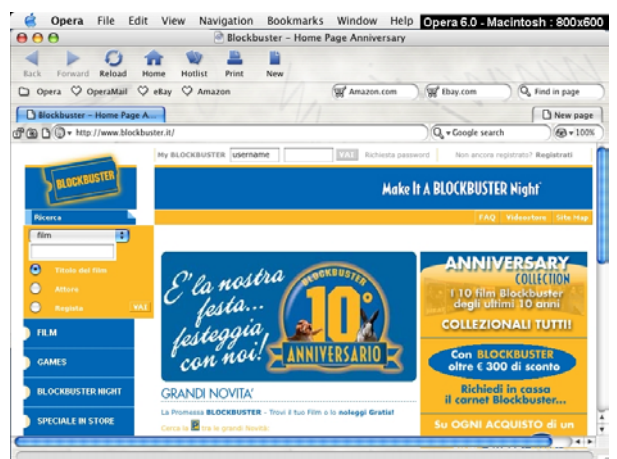 Opera File Edit View Navigation Bookmarks Window Help Opera 6.0 - Macintosh : 800x600
Blockbuster – Home Page Anniversary
Back Forward Reload Home Hotlist Print New
Opera OperaMail eBay Amazon Amazon.com Ebay.com Find in page
Blockbuster – Home Page A... New page
http://www.blockbuster.it/ Google search 100%
My BLOCKBUSTER username VAI Richiesta password Non ancora registrato? Registrati
BLOCKBUSTER
Make It A BLOCKBUSTER Night
Ricerca
FAQ Videostore Site Map
film
Titolo del film
Attore
Regista VAI
FILM
GAMES
BLOCKBUSTER NIGHT
SPECIALE IN STORE
E' la nostra
festa...
festeggia
con noi!
BLOCKBUSTER
10°
ANNIVERSARIO
GRANDI NOVITA'
La Promessa BLOCKBUSTER - Trovi il tuo Film o lo noleggi Gratis!
Cerca la tra le grandi Novità:
ANNIVERSARY
COLLECTION
I 10 film Blockbuster
degli ultimi 10 anni
COLLEZIONALI TUTTI!
Con BLOCKBUSTER
oltre € 300 di sconto
Richiedi in cassa
il carnet Blockbuster...
Su OGNI ACQUISTO di un